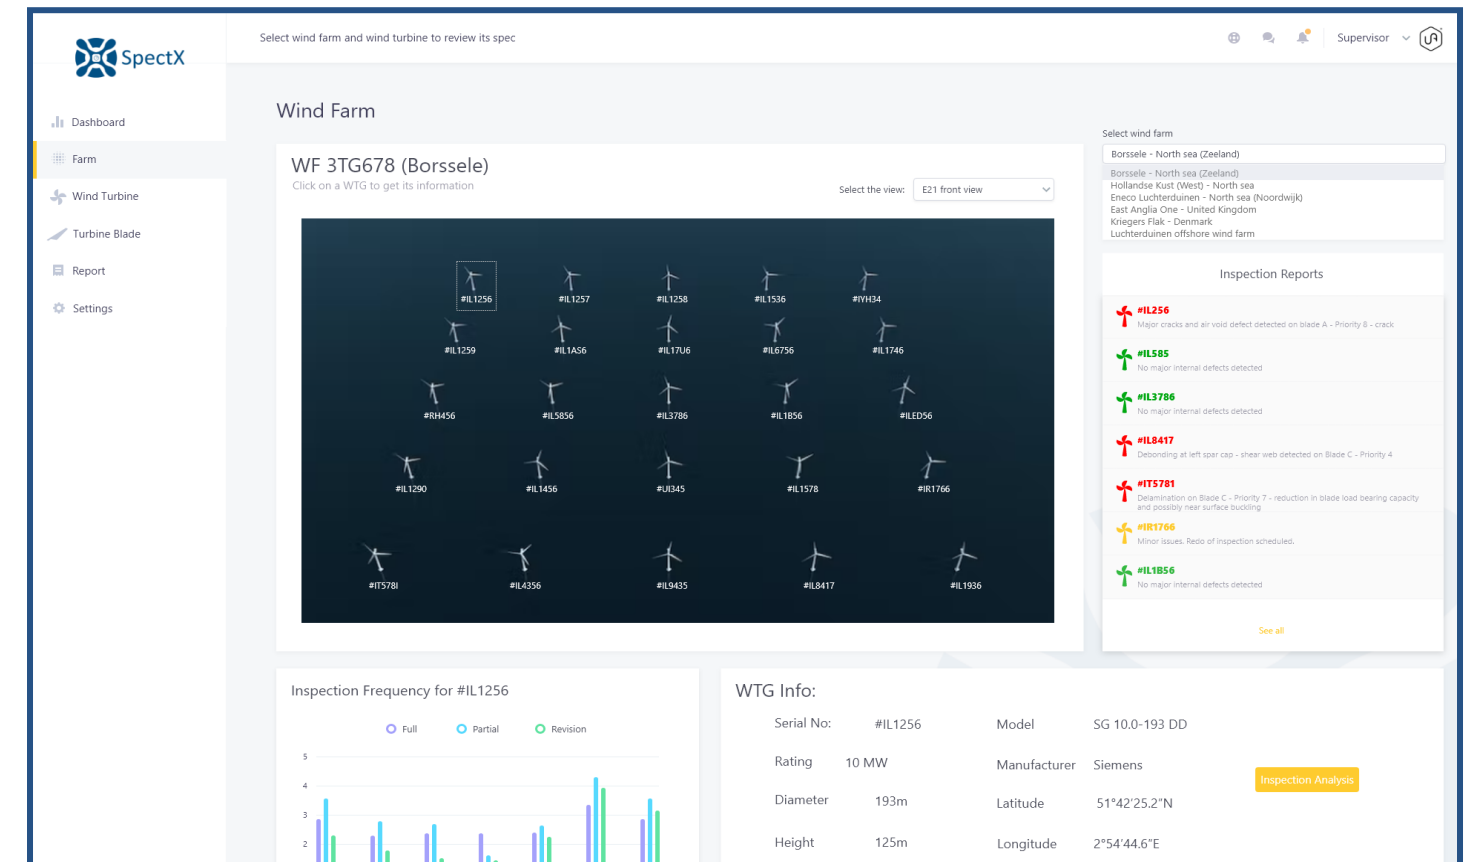 SpectX
Select wind farm and wind turbine to review its spec
Supervisor
Dashboard
Farm
Wind Turbine
Turbine Blade
Report
Settings
Wind Farm
WF 3TG678 (Borssele)
Click on a WTG to get its information
Select the view:
E21 front view
#IL1256
#IL1257
#IL1258
#IL1536
#IYH34
#IL1259
#IL1AS6
#IL17U6
#IL6756
#IL1746
#RH456
#IL5856
#IL3786
#IL1B56
#ILED56
#IL1290
#IL1456
#UI345
#IL1578
#IR1766
#IT578I
#IL4356
#IL9435
#IL8417
#IL1936
Select wind farm
Borssele - North sea (Zeeland)
Borssele - North sea (Zeeland)
Hollandse Kust (West) - North sea
Eneco Luchterduinen - North sea (Noordwijk)
East Anglia One - United Kingdom
Kriegers Flak - Denmark
Luchterduinen offshore wind farm
Inspection Reports
#IL256
Major cracks and air void defect detected on blade A - Priority 8 - crack
#IL585
No major internal defects detected
#IL3786
No major internal defects detected
#IL8417
Debonding at left spar cap - shear web detected on Blade C - Priority 4
#IT5781
Delamination on Blade C - Priority 7 - reduction in blade load bearing capacity
and possibly near surface buckling
#IR1766
Minor issues. Redo of inspection scheduled.
#IL1B56
No major internal defects detected
See all
Inspection Frequency for #IL1256
Full
Partial
Revision
5
4
3
2
WTG Info:
Serial No: #IL1256
Model SG 10.0-193 DD
Rating 10 MW
Manufacturer Siemens
Diameter 193m
Latitude 51°42'25.2"N
Height 125m
Longitude 2°54'44.6"E
Inspection Analysis